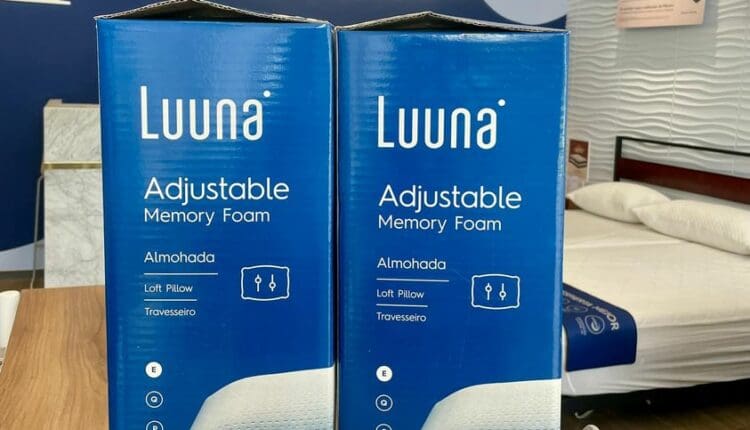 Luuna
Adjustable
Memory Foam
Almohada
Loft Pillow
Travesseiro
E
Q
Luuna
Adjustable
Memory Foam
Almohada
Loft Pillow
Travesseiro
E
Q